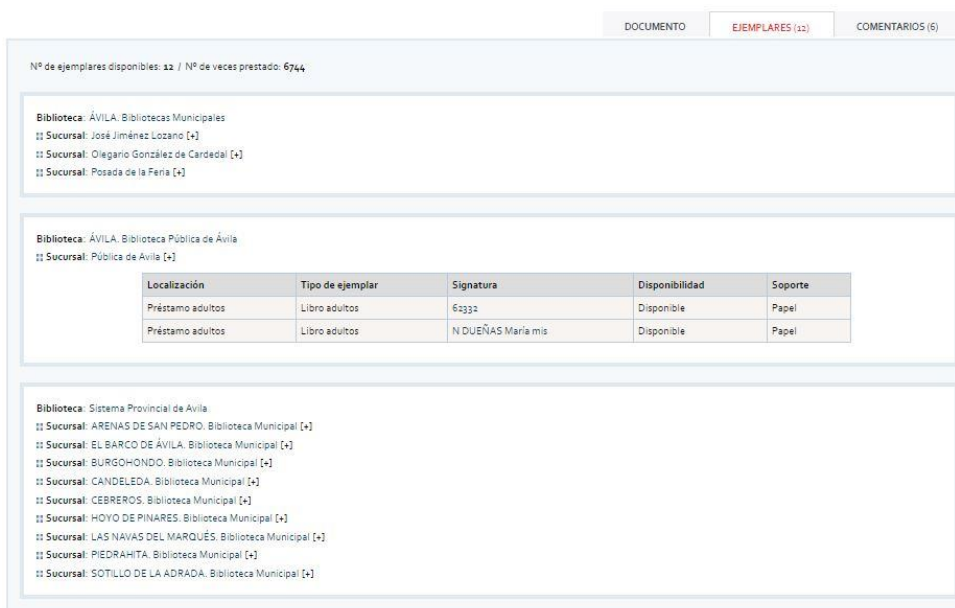 DOCUMENTO EJEMPLARES (12) COMENTARIOS (6)
Nº de ejemplares disponibles: 12 / Nº de veces prestado: 6744
Biblioteca: ÁVILA. Bibliotecas Municipales
Sucursal: José Jiménez Lozano [+]
Sucursal: Olegario González de Cardedal [+]
Sucursal: Posada de la Feria [+]
Biblioteca: ÁVILA. Biblioteca Pública de Ávila
Sucursal: Pública de Avila [+]
Localización Tipo de ejemplar Signatura Disponibilidad Soporte
Préstamo adultos Libro adultos 62332 Disponible Papel
Préstamo adultos Libro adultos N DUEÑAS María mis Disponible Papel
Biblioteca: Sistema Provincial de Avila
Sucursal: ARENAS DE SAN PEDRO. Biblioteca Municipal [+]
Sucursal: EL BARCO DE ÁVILA. Biblioteca Municipal [+]
Sucursal: BURGOHONDO. Biblioteca Municipal [+]
Sucursal: CANDELEDA. Biblioteca Municipal [+]
Sucursal: CEBREROS. Biblioteca Municipal [+]
Sucursal: HOYO DE PINARES. Biblioteca Municipal [+]
Sucursal: LAS NAVAS DEL MARQUÉS. Biblioteca Municipal [+]
Sucursal: PIEDRAHITA. Biblioteca Municipal [+]
Sucursal: SOTILLO DE LA ADRADA. Biblioteca Municipal [+]